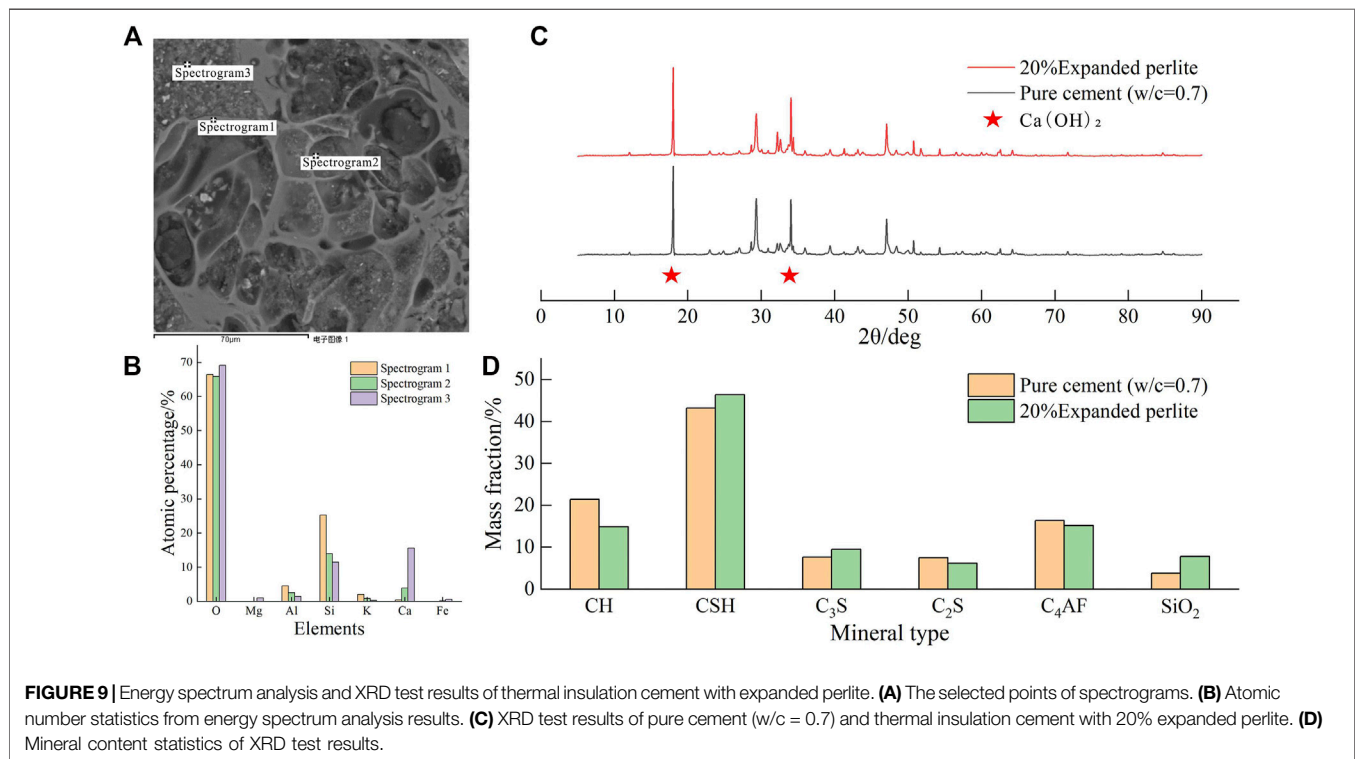 A
Spectrogram3
Spectrogram1
Spectrogram2
70μm
电子图像 1
B
Atomic percentage/%
70
60
50
40
30
20
10
0
Spectrogram 1
Spectrogram 2
Spectrogram 3
O Mg Al Si K Ca Fe
Elements
C
20%Expanded perlite
Pure cement (w/c=0.7)
Ca(OH)₂
0 10 20 30 40 50 60 70 80 90
2θ/deg
D
Mass fraction/%
50
40
30
20
10
0
Pure cement (w/c=0.7)
20%Expanded perlite
CH CSH C₃S C₂S C₄AF SiO₂
Mineral type
FIGURE 9 | Energy spectrum analysis and XRD test results of thermal insulation cement with expanded perlite. (A) The selected points of spectrograms. (B) Atomic
number statistics from energy spectrum analysis results. (C) XRD test results of pure cement (w/c = 0.7) and thermal insulation cement with 20% expanded perlite. (D)
Mineral content statistics of XRD test results.